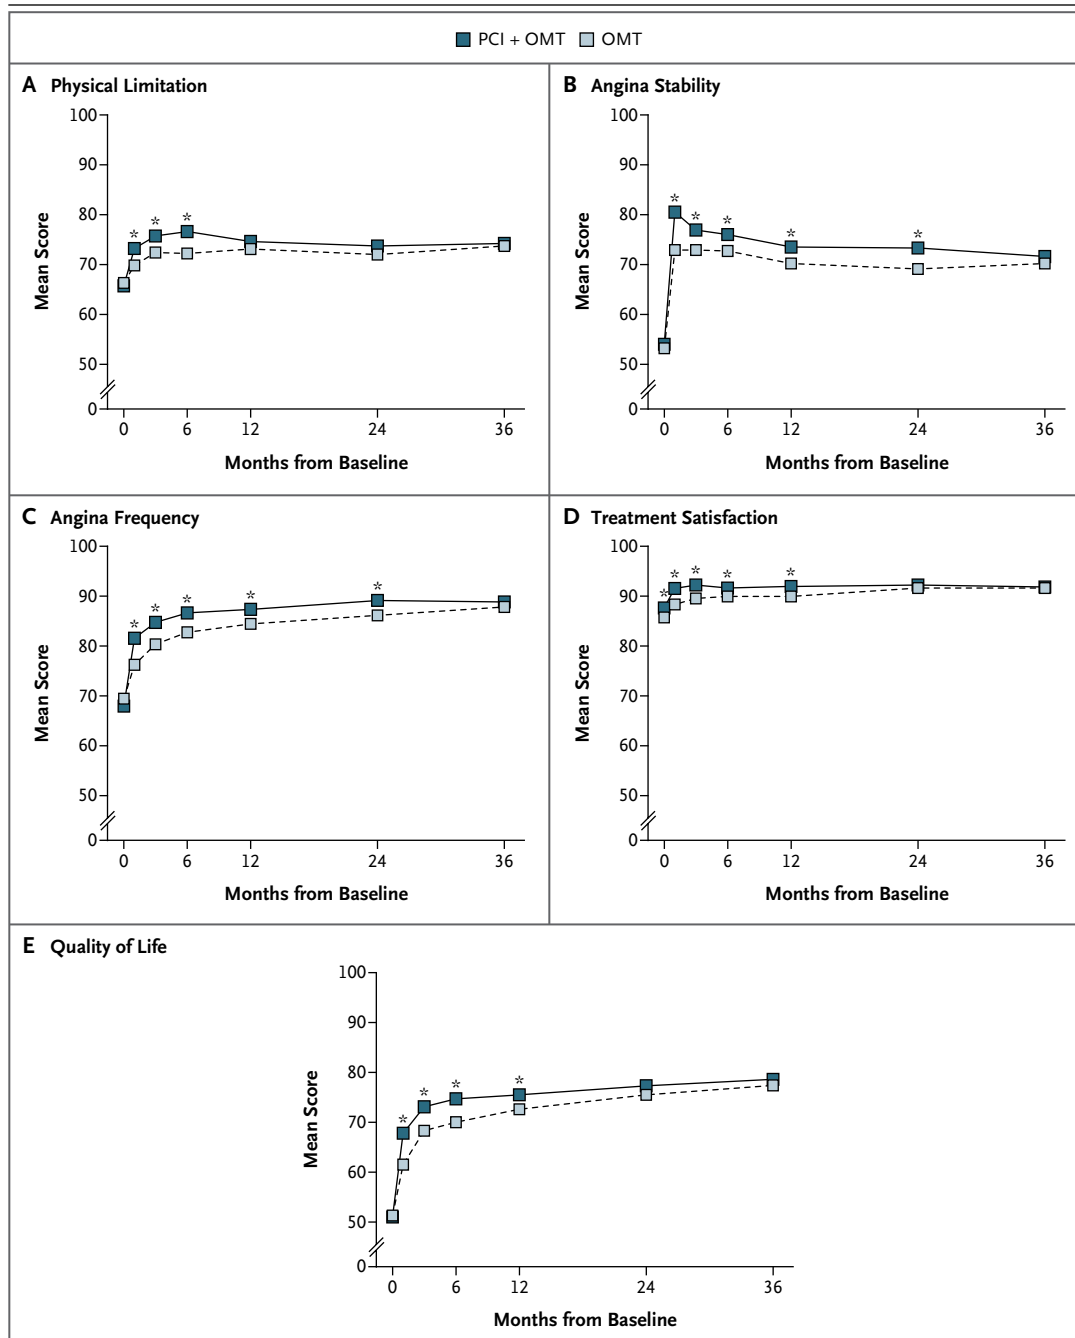 PCI + OMT OMT
A Physical Limitation
100
90
80
70
60
50
0
Mean Score
* * *
0 6 12 24 36
Months from Baseline
B Angina Stability
100
90
80
70
60
50
0
Mean Score
* * * * *
0 6 12 24 36
Months from Baseline
C Angina Frequency
100
90
80
70
60
50
0
Mean Score
* * * * *
0 6 12 24 36
Months from Baseline
D Treatment Satisfaction
100
90
80
70
60
50
0
Mean Score
* * * * *
0 6 12 24 36
Months from Baseline
E Quality of Life
100
90
80
70
60
50
0
Mean Score
* * * *
0 6 12 24 36
Months from Baseline